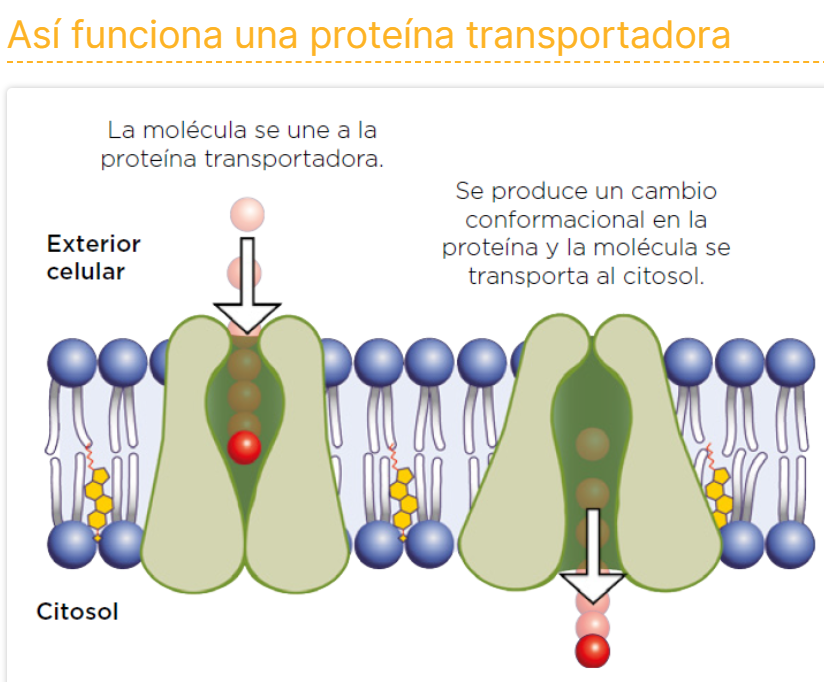 Así funciona una proteína transportadora
La molécula se une a la
proteína transportadora.
Se produce un cambio
conformacional en la
proteína y la molécula se
transporta al citosol.
Exterior
celular
Citosol